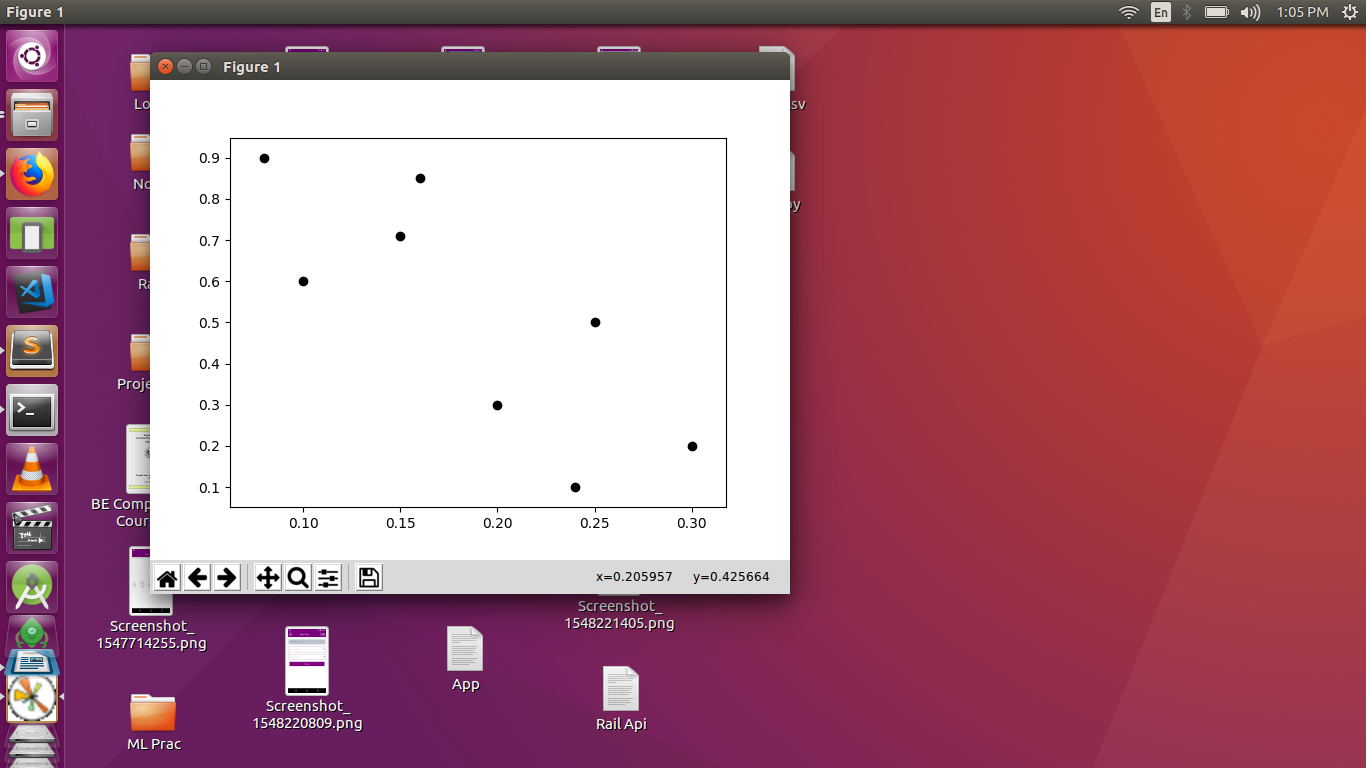 Figure 1
En
1:05 PM
Figure 1
Lo
sv
No
py
Ra
Proje
BE Comp
Cour
0.9
0.8
0.7
0.6
0.5
0.4
0.3
0.2
0.1
0.10 0.15 0.20 0.25 0.30
x=0.205957 y=0.425664
Screenshot_
1547714255.png
Screenshot_
1548221405.png
Screenshot_
1548220809.png
App
Rail Api
ML Prac